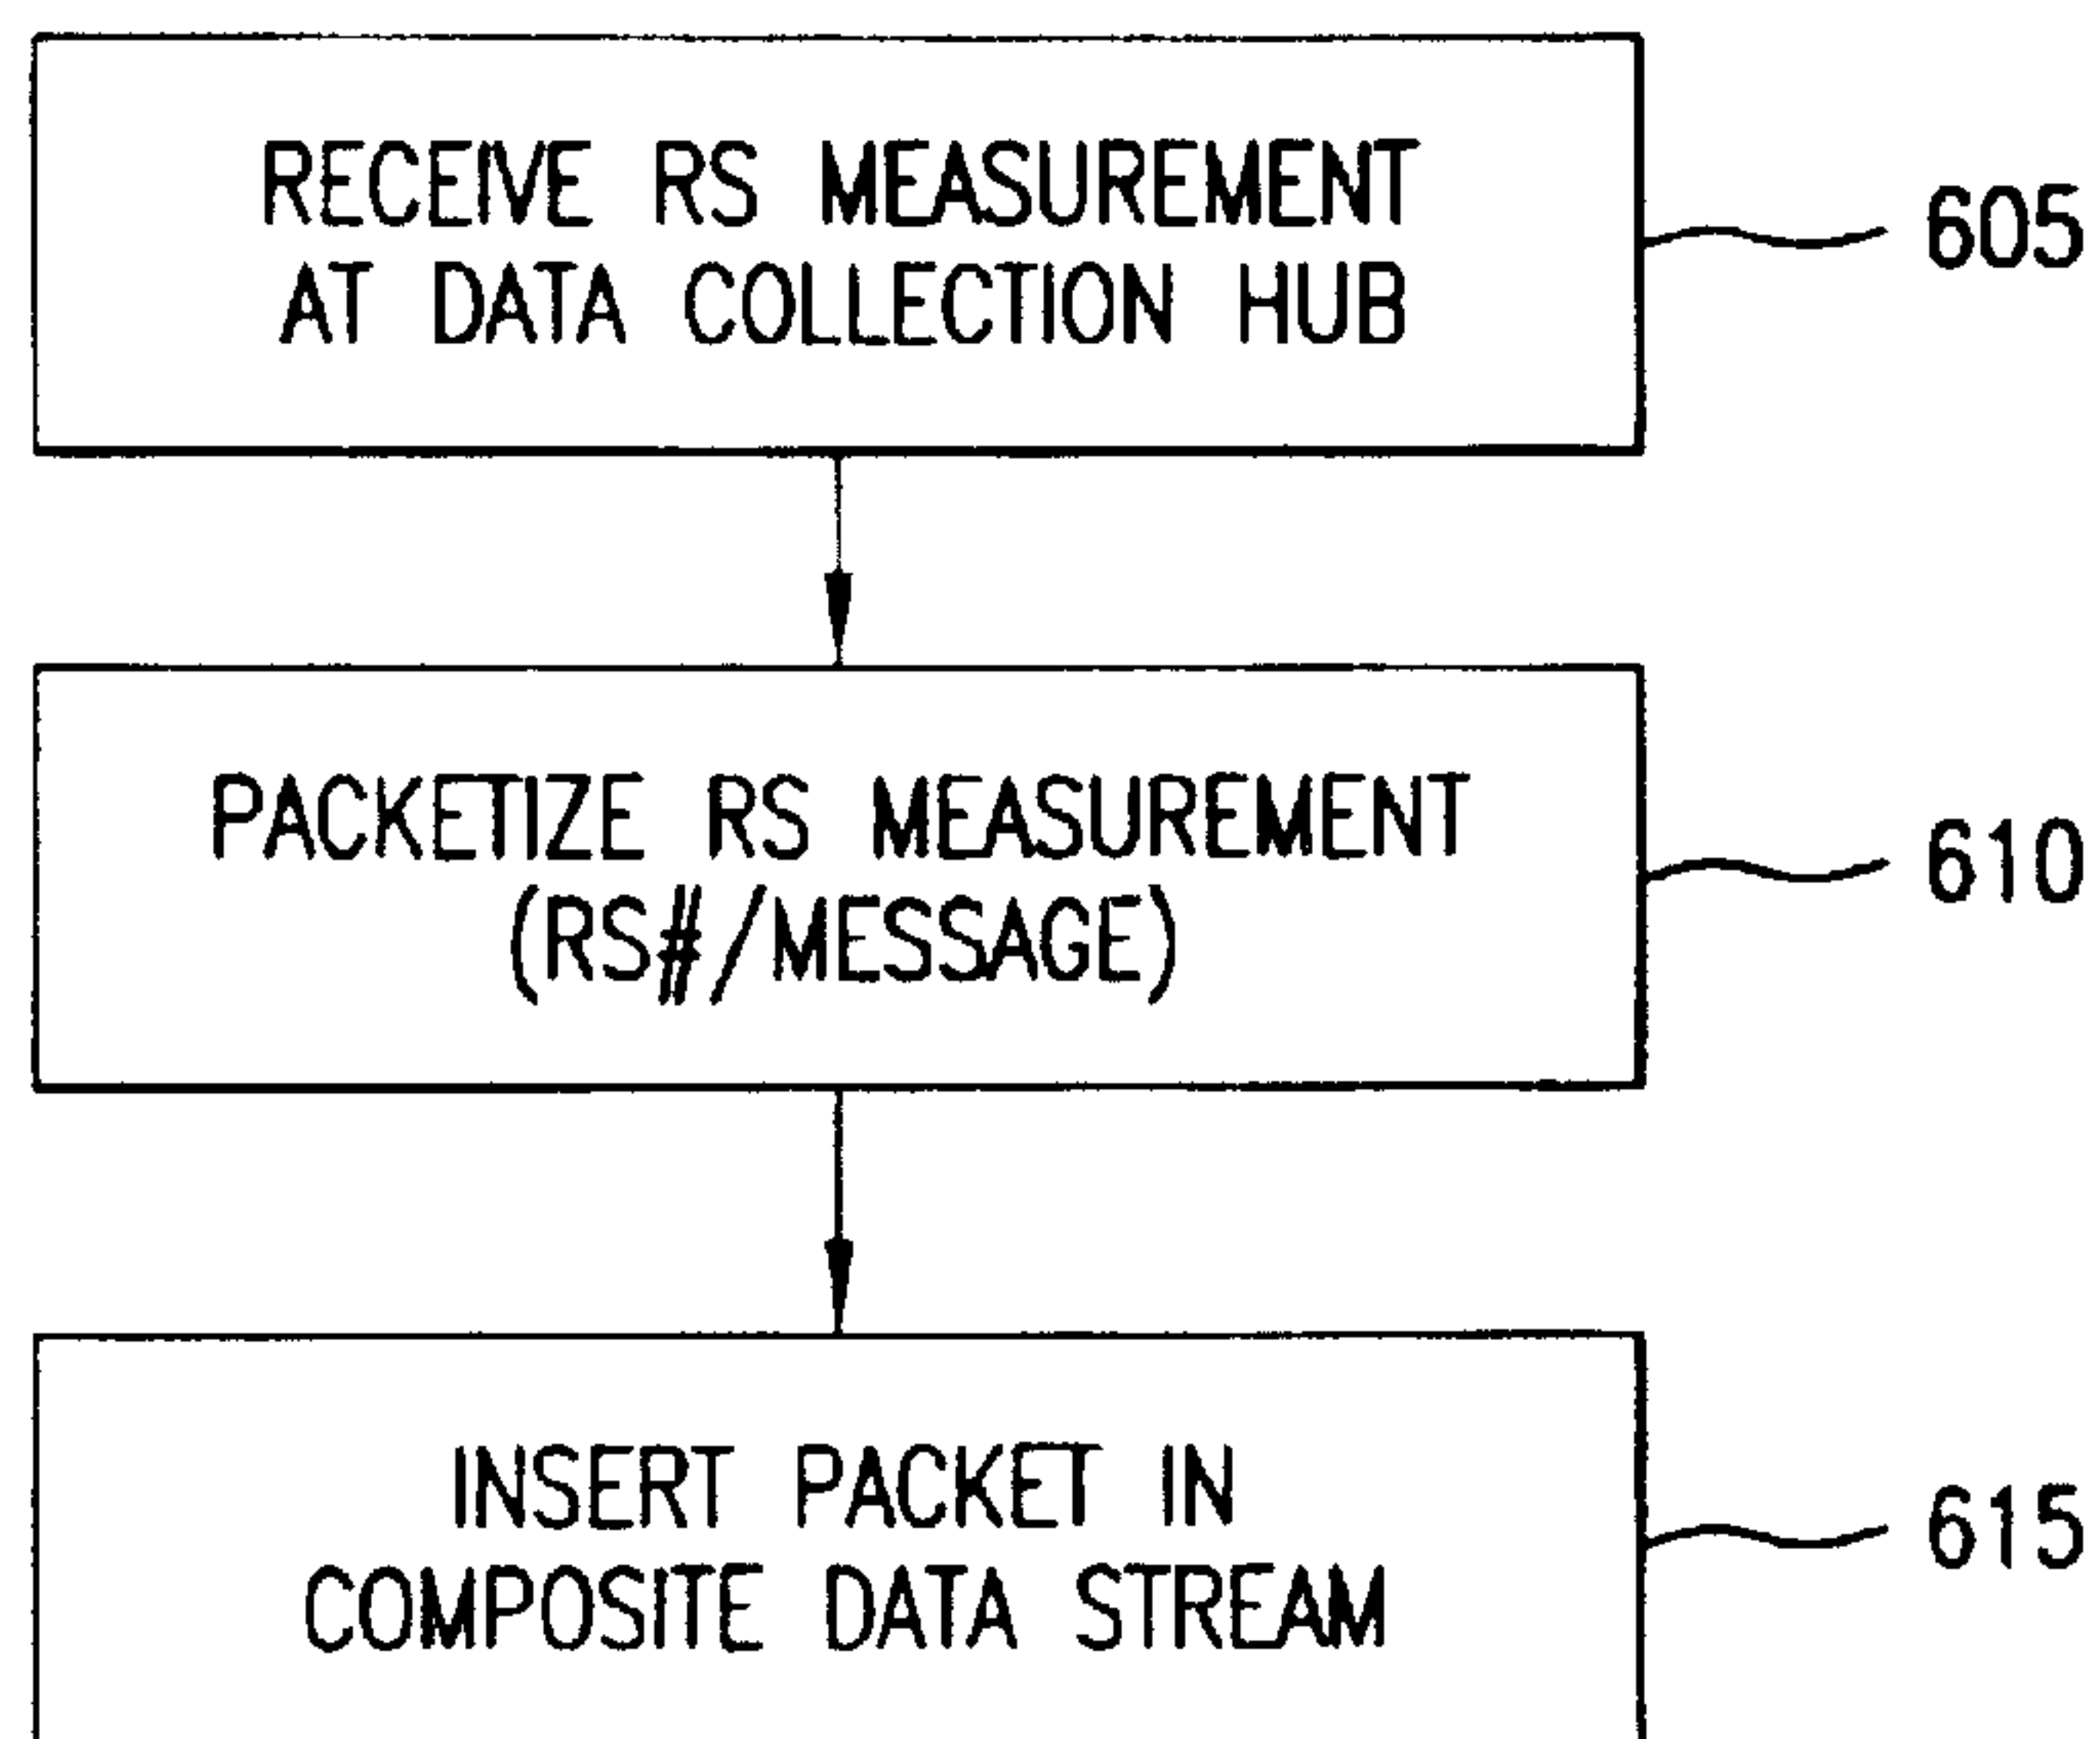 RECEIVE RS MEASUREMENT
AT DATA COLLECTION HUB
605
PACKETIZE RS MEASUREMENT
(RS#/MESSAGE)
610
INSERT PACKET IN
COMPOSITE DATA STREAM
615